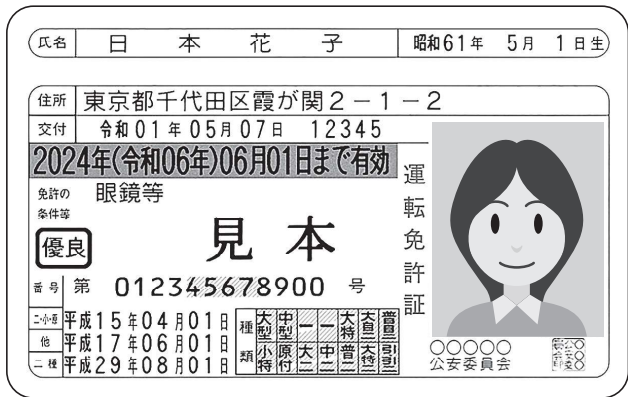 氏名 日本花子 昭和61年 5月 1日生
住所 東京都千代田区霞が関2-1-2
交付 令和01年05月07日 12345
2024年(令和06年)06月01日まで有効
免許の
条件等
眼鏡等
見本
優良
番号 第 012345678900 号
二・小・原 平成15年04月01日
他 平成17年06月01日
二種 平成29年08月01日
種類
大型 中型 一 一 大特 大自二 普自二
小特 原付 大二 中二 普二 大特二 引引二
運転免許証
○○○○○
公安委員会